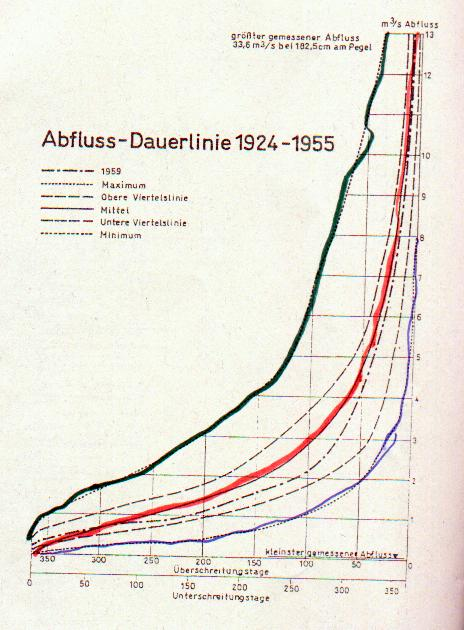 m³/s Abfluss
größter gemessener Abfluss
33,6 m³/s bei 182,5cm am Pegel
13
12
Abfluss-Dauerlinie 1924-1955
10
1959
Maximum
Obere Viertelslinie
Mittel
Untere Viertelslinie
Minimum
9
8
7
6
5
4
3
2
1
kleinster gemessener Abfluss
350 300 250 200 150 100 50 0
Überschreitungstage
0 50 100 150 200 250 300 350
Unterschreitungstage